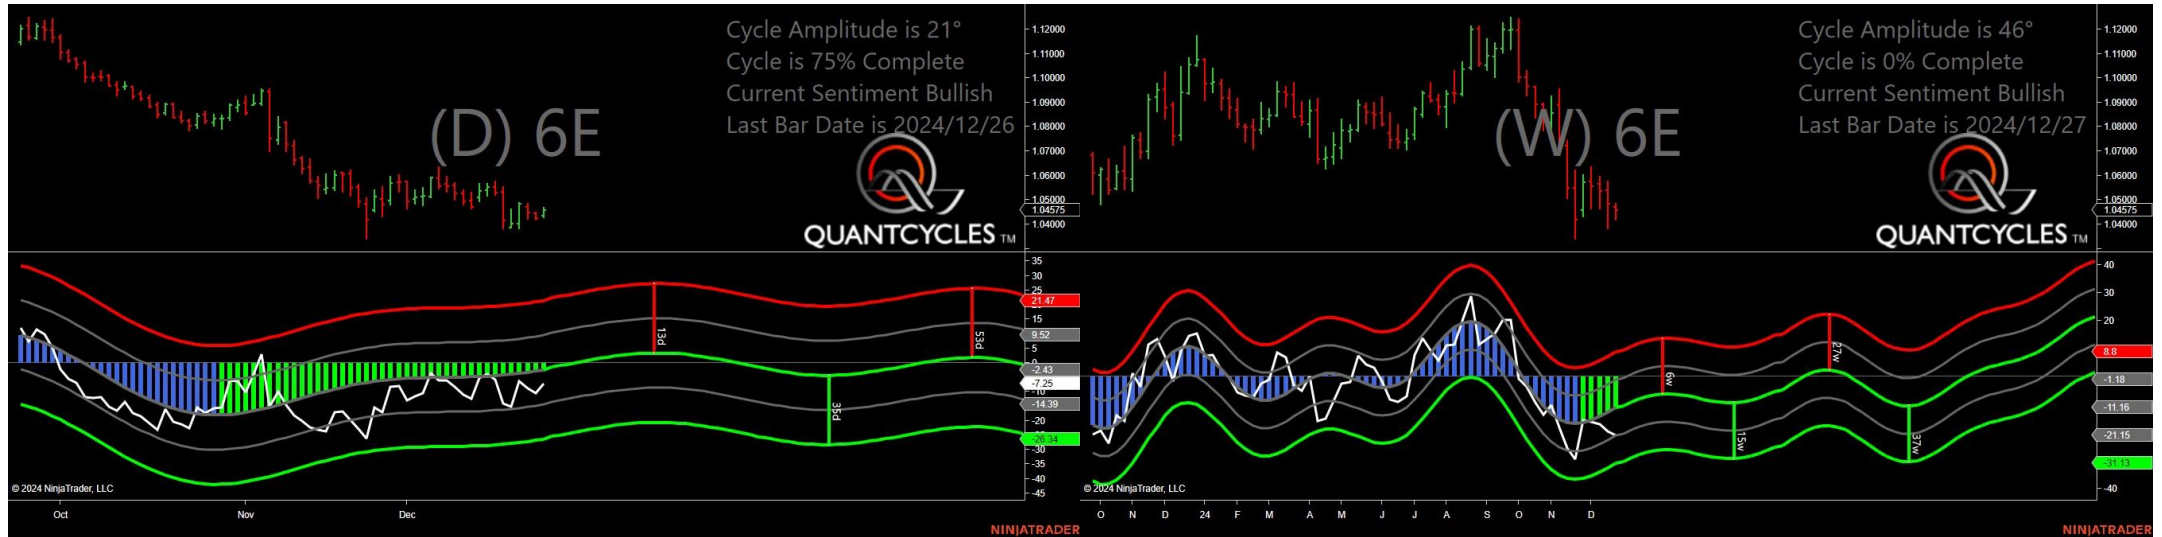 Cycle Amplitude is 21°
Cycle is 75% Complete
Current Sentiment Bullish
Last Bar Date is 2024/12/26
(D) 6E
QUANTCYCLES TM
1.12000
1.11000
1.10000
1.09000
1.08000
1.07000
1.06000
1.05000
1.04575
1.04000
35
30
25
21.47
15
9.52
5
0
-2.43
-7.25
-10
-14.39
-20
-26.34
-30
-35
-40
-45
13d
35d
53d
© 2024 NinjaTrader, LLC
Oct
Nov
Dec
NINJATRADER
Cycle Amplitude is 46°
Cycle is 0% Complete
Current Sentiment Bullish
Last Bar Date is 2024/12/27
(W) 6E
QUANTCYCLES TM
1.12000
1.11000
1.10000
1.09000
1.08000
1.07000
1.06000
1.05000
1.04575
1.04000
40
30
20
8.8
-1.18
-11.16
-21.15
-31.13
-40
6w
15w
27w
37w
© 2024 NinjaTrader, LLC
O N D 24 F M A M J J A S O N D
NINJATRADER